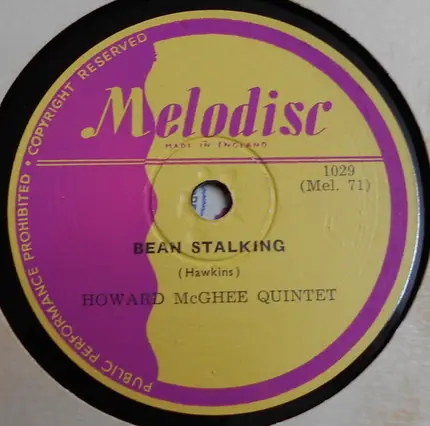 PUBLIC PERFORMANCE PROHIBITED • COPYRIGHT RESERVED
Melodisc
MADE IN ENGLAND
1029
(Mel. 71)
BEAN STALKING
(Hawkins)
HOWARD McGHEE QUINTET